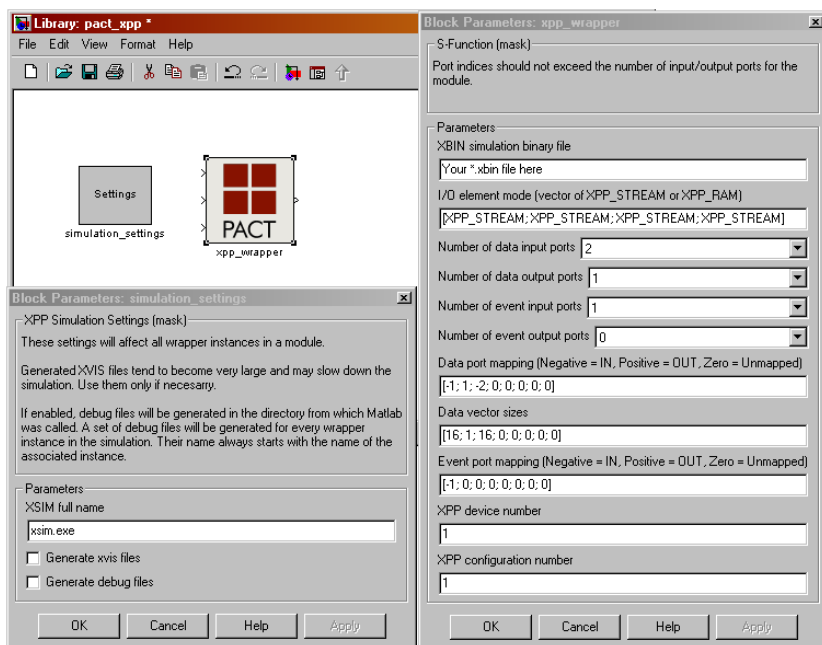 Library: pact_xpp *
File Edit View Format Help
Settings
simulation_settings
PACT
xpp_wrapper
Block Parameters: simulation_settings
XPP Simulation Settings (mask)
These settings will affect all wrapper instances in a module.
Generated XVIS files tend to become very large and may slow down the
simulation. Use them only if necesarry.
If enabled, debug files will be generated in the directory from which Matlab
was called. A set of debug files will be generated for every wrapper
instance in the simulation. Their name always starts with the name of the
associated instance.
Parameters
XSIM full name
xsim.exe
Generate xvis files
Generate debug files
OK Cancel Help Apply
Block Parameters: xpp_wrapper
S-Function (mask)
Port indices should not exceed the number of input/output ports for the
module.
Parameters
XBIN simulation binary file
Your *.xbin file here
I/O element mode (vector of XPP_STREAM or XPP_RAM)
[XPP_STREAM; XPP_STREAM; XPP_STREAM; XPP_STREAM]
Number of data input ports 2
Number of data output ports 1
Number of event input ports 1
Number of event output ports 0
Data port mapping (Negative = IN, Positive = OUT, Zero = Unmapped)
[-1; 1; -2; 0; 0; 0; 0; 0]
Data vector sizes
[16; 1; 16; 0; 0; 0; 0; 0]
Event port mapping (Negative = IN, Positive = OUT, Zero = Unmapped)
[-1; 0; 0; 0; 0; 0; 0; 0]
XPP device number
1
XPP configuration number
1
OK Cancel Help Apply